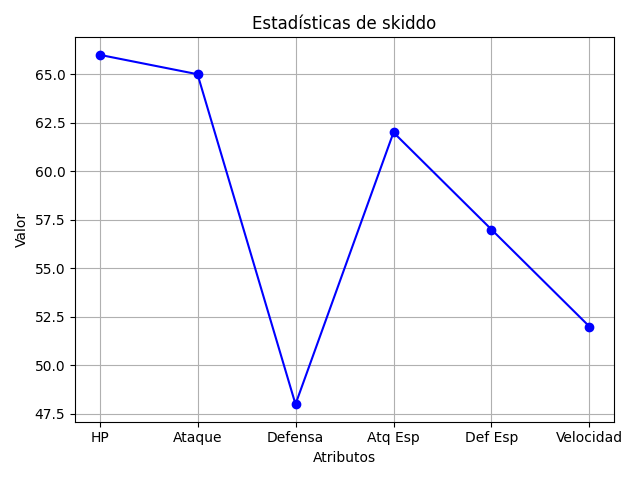 Estadísticas de skiddo
Valor
65.0
62.5
60.0
57.5
55.0
52.5
50.0
47.5
HP Ataque Defensa Atq Esp Def Esp Velocidad
Atributos